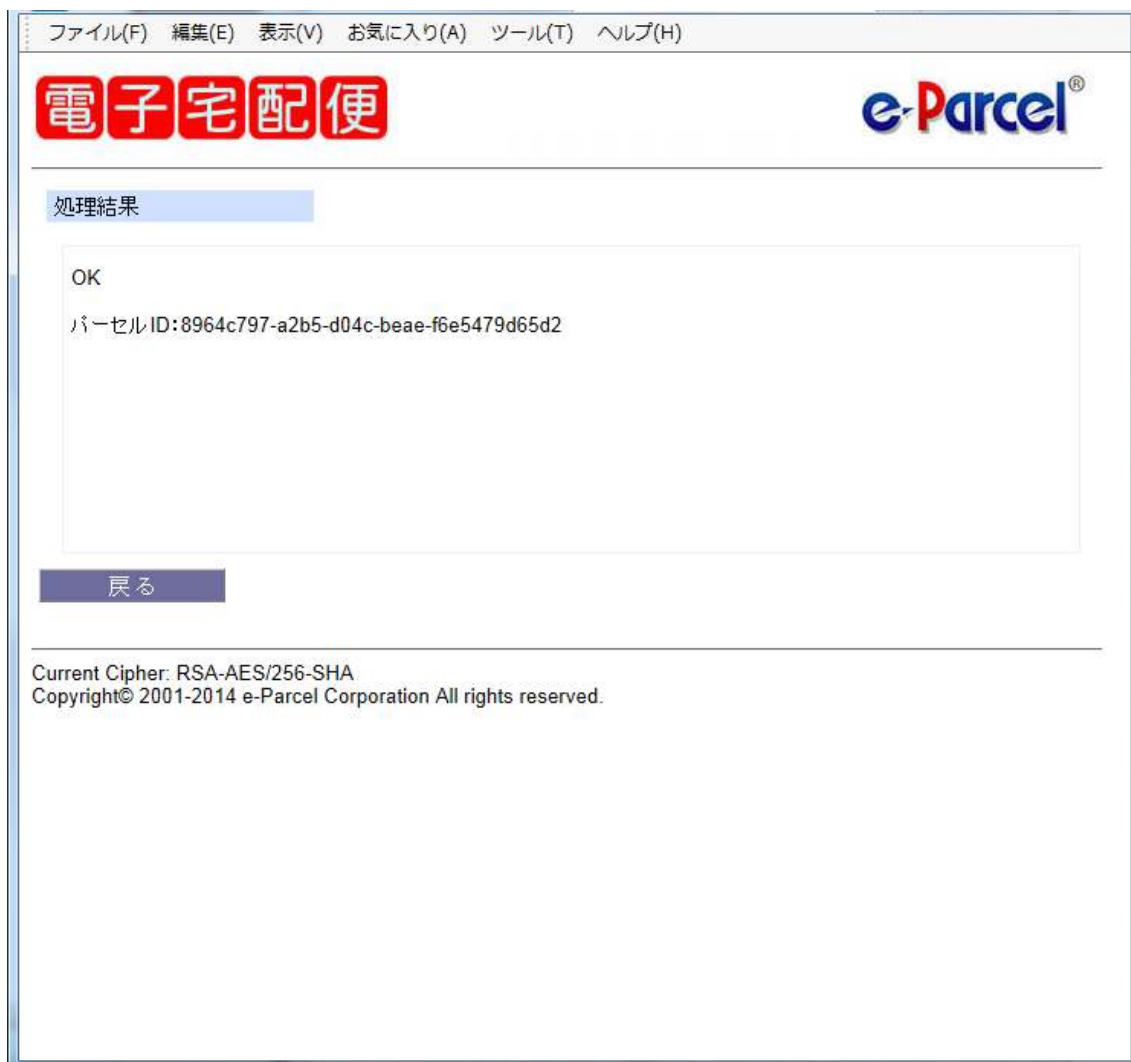 ファイル(F) 編集(E) 表示(V) お気に入り(A) ツール(T) ヘルプ(H)
電子宅配便
e-Parcel®
処理結果
OK
パーセルID:8964c797-a2b5-d04c-beae-f6e5479d65d2
戻る
Current Cipher: RSA-AES/256-SHA
Copyright© 2001-2014 e-Parcel Corporation All rights reserved.